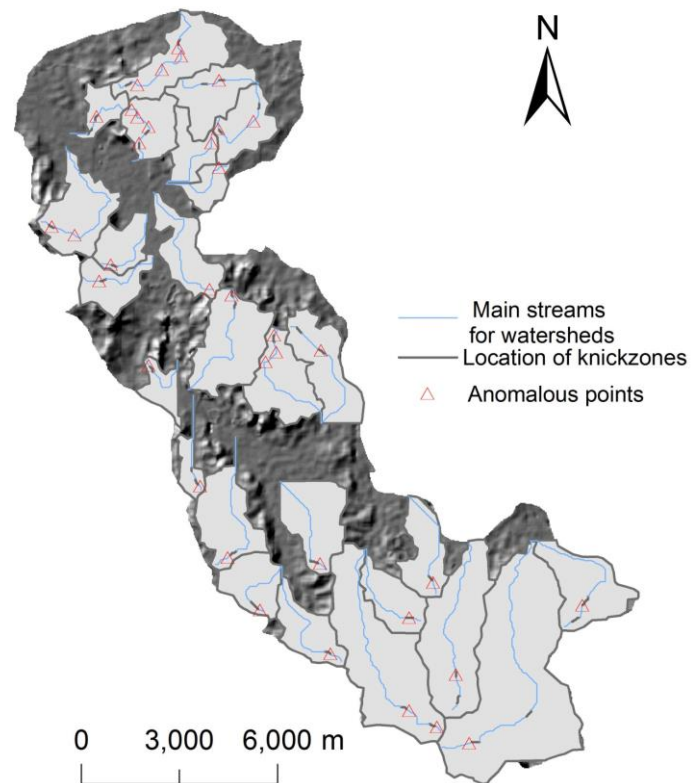 N
Main streams
for watersheds
Location of knickzones
Anomalous points
0 3,000 6,000 m